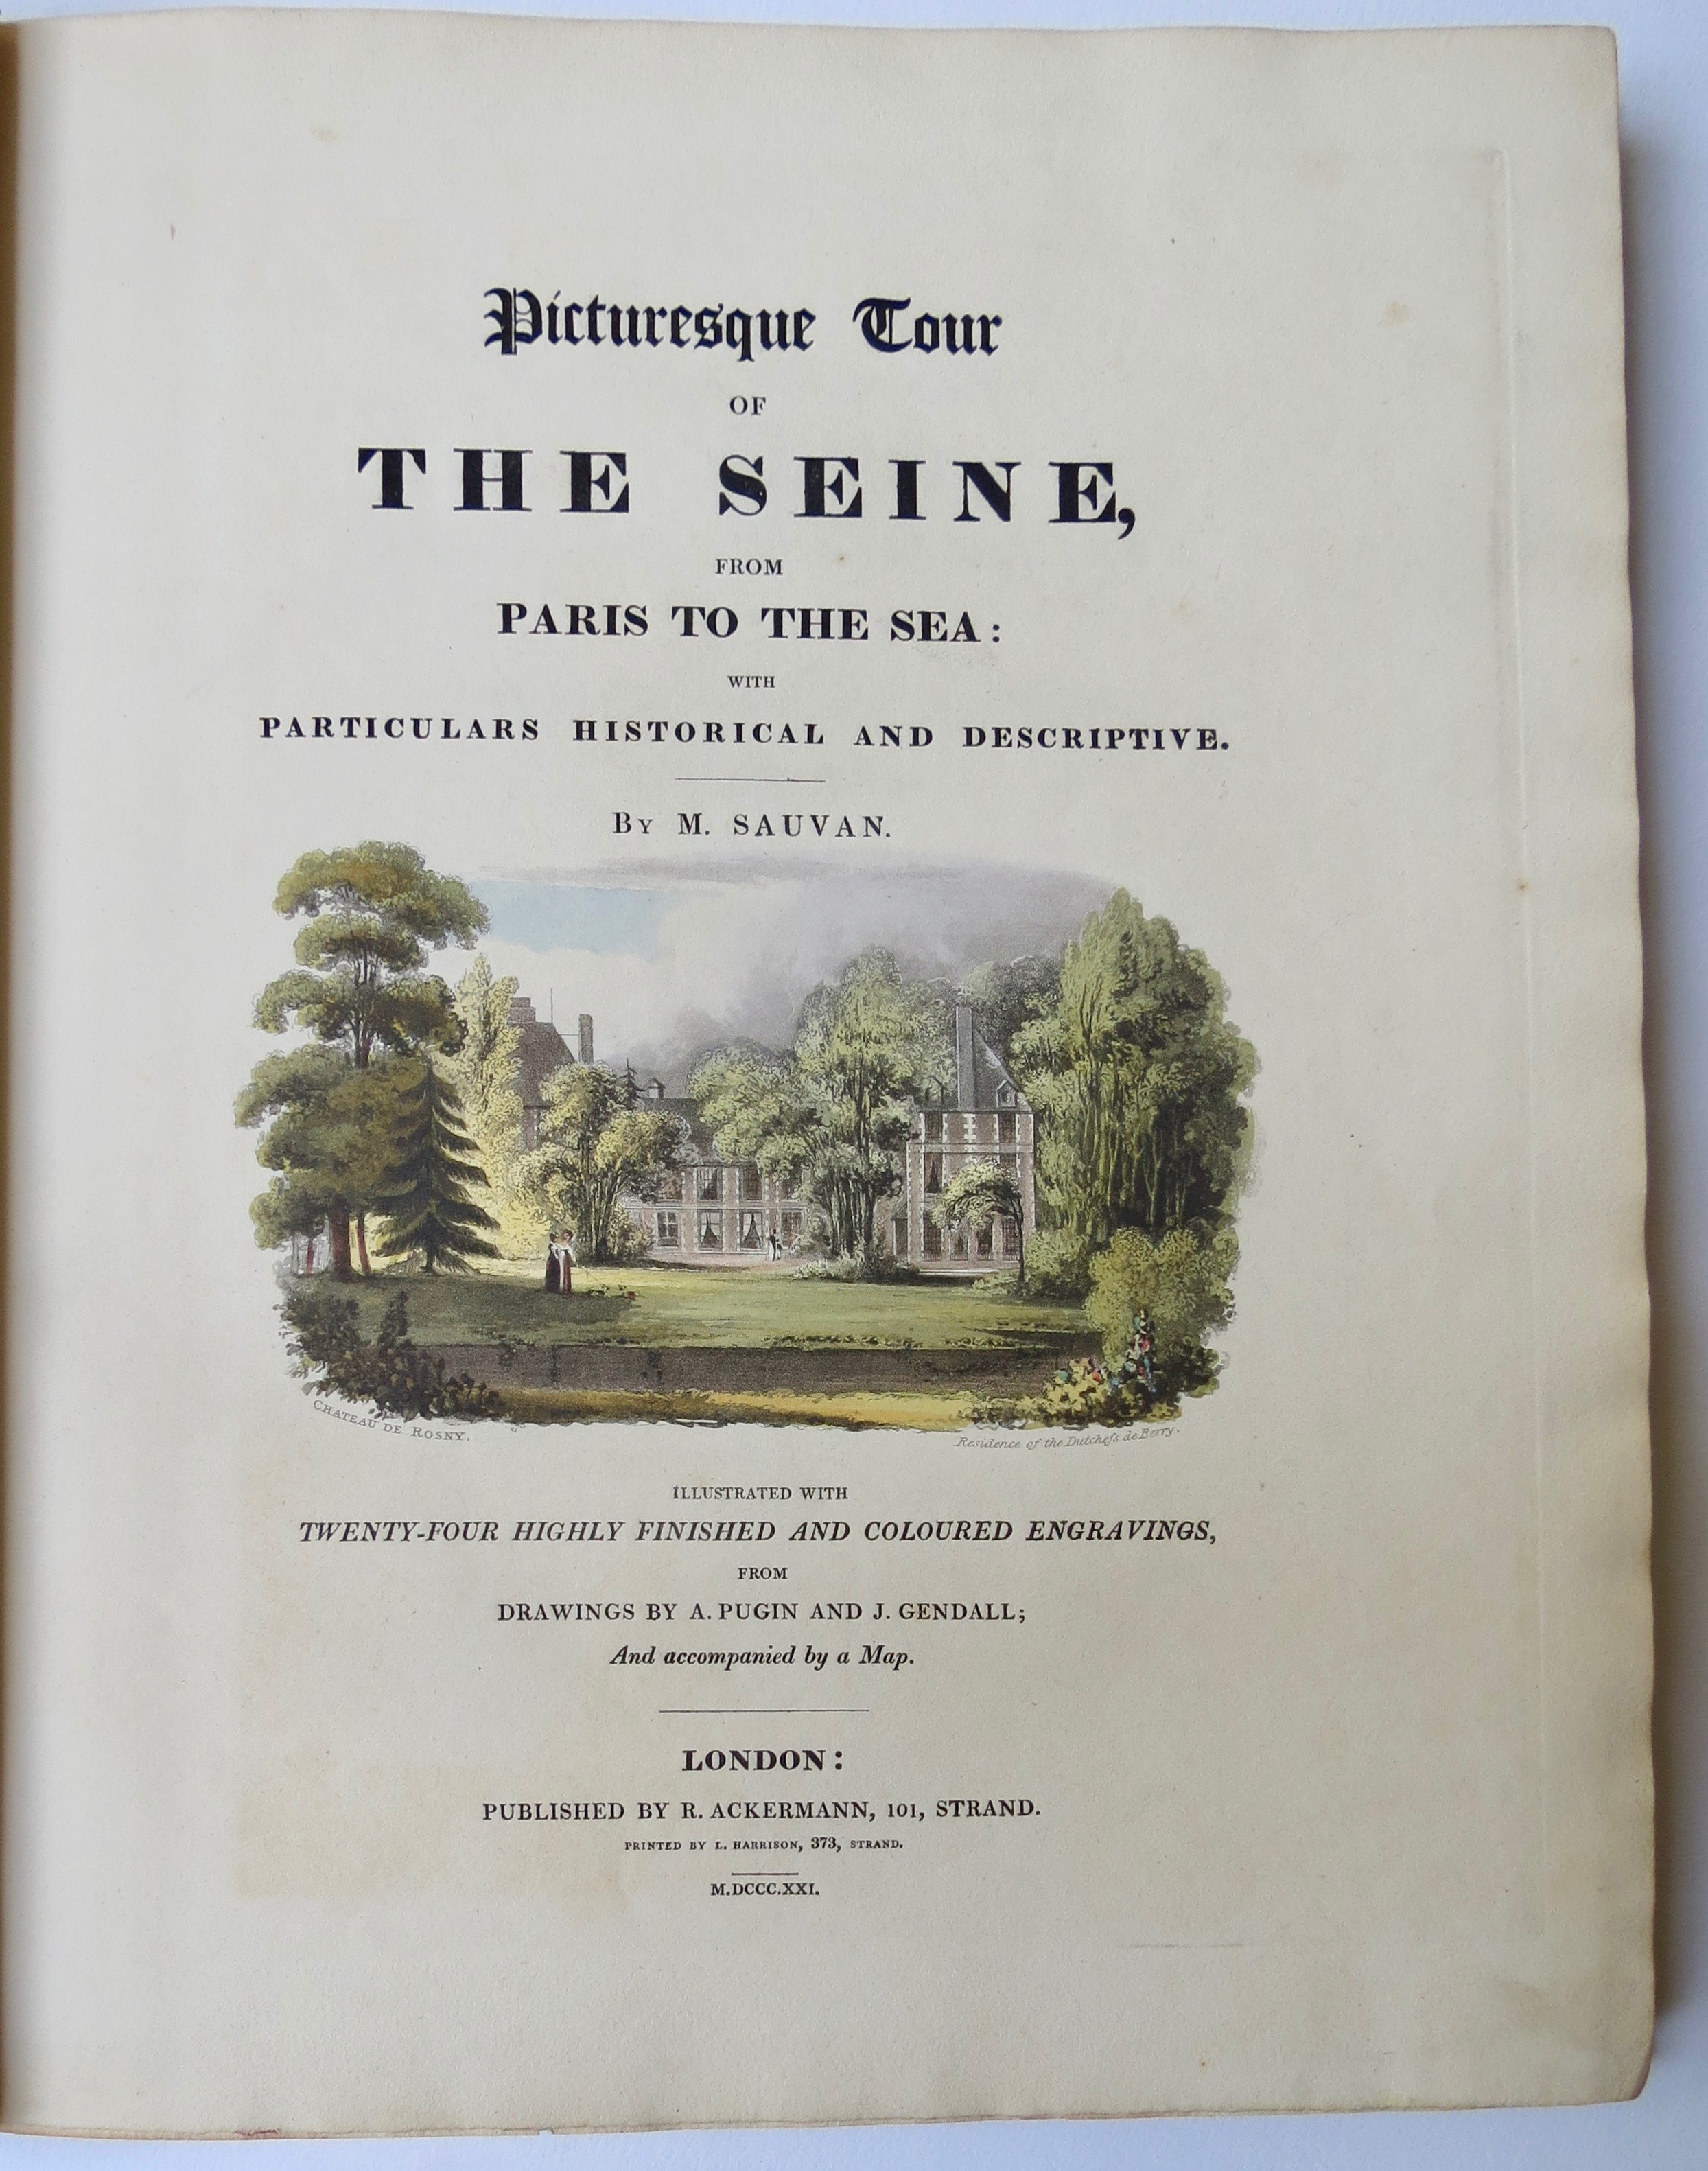 Picturesque Tour
OF
THE SEINE,
FROM
PARIS TO THE SEA:
WITH
PARTICULARS HISTORICAL AND DESCRIPTIVE.
By M. SAUVAN.
CHATEAU DE ROSNY.
Residence of the Dutchess de Berry.
ILLUSTRATED WITH
TWENTY-FOUR HIGHLY FINISHED AND COLOURED ENGRAVINGS,
FROM
DRAWINGS BY A. PUGIN AND J. GENDALL;
And accompanied by a Map.
LONDON:
PUBLISHED BY R. ACKERMANN, 101, STRAND.
PRINTED BY L. HARRISON, 373, STRAND.
M.DCCC.XXI.